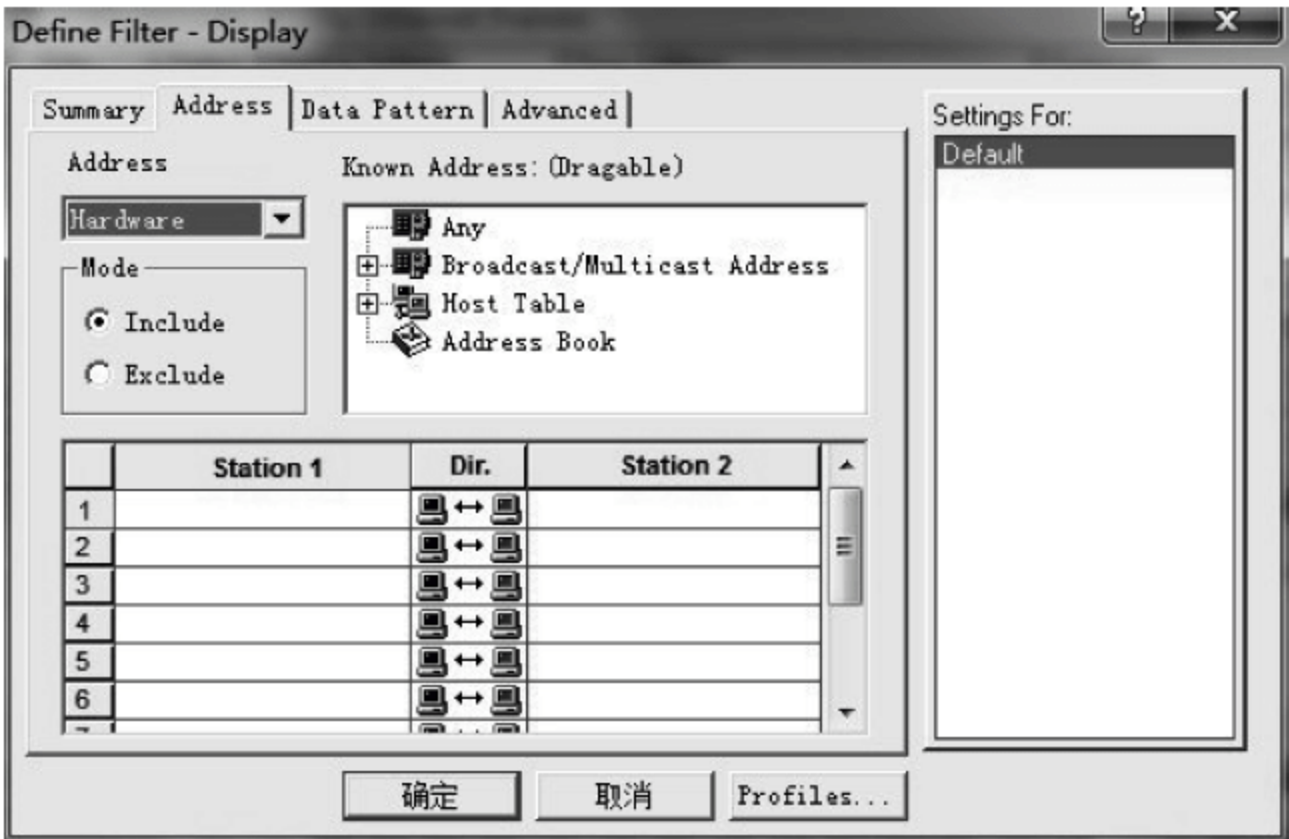 Define Filter - Display
Summary Address Data Pattern Advanced
Settings For:
Default
Address
Hardware
Known Address: (Dragable)
Any
Broadcast/Multicast Address
Host Table
Address Book
Mode
Include
Exclude
Station 1 Dir. Station 2
1
2
3
4
5
6
确定 取消 Profiles...